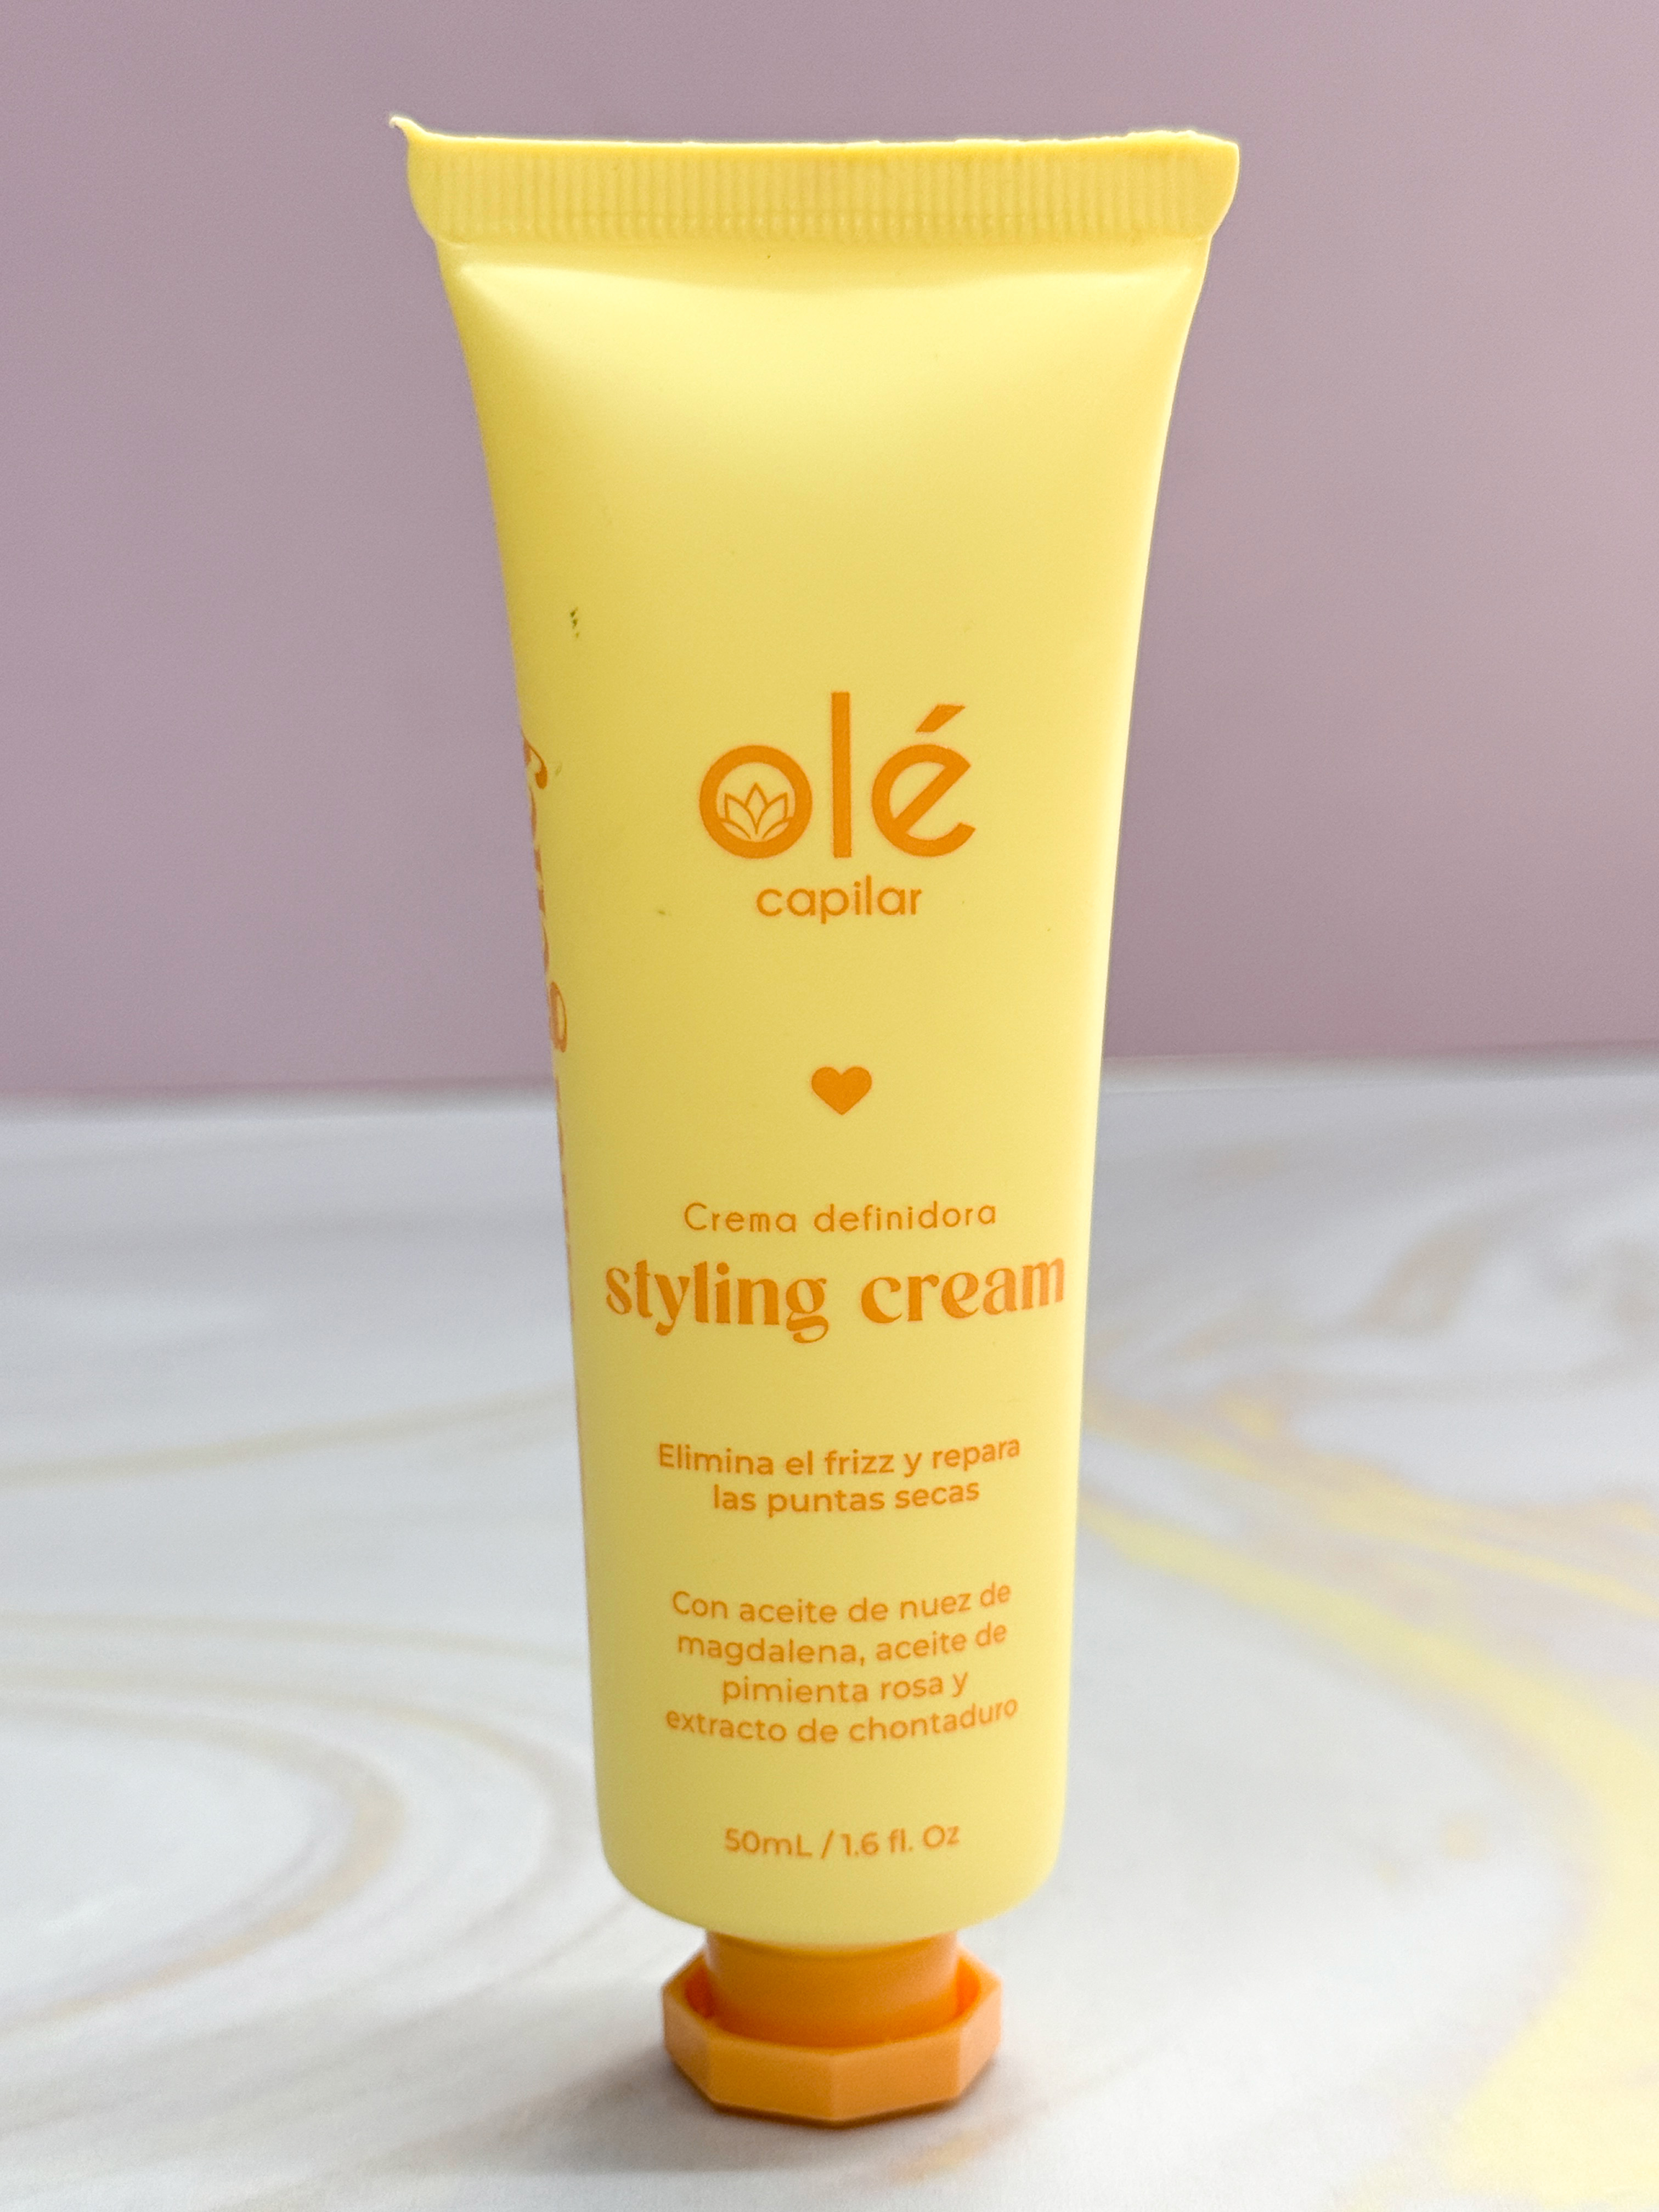 olé
capilar
Crema definidora
styling cream
Elimina el frizz y repara
las puntas secas
Con aceite de nuez de
magdalena, aceite de
pimienta rosa y
extracto de chontaduro
50mL / 1.6 fl. Oz